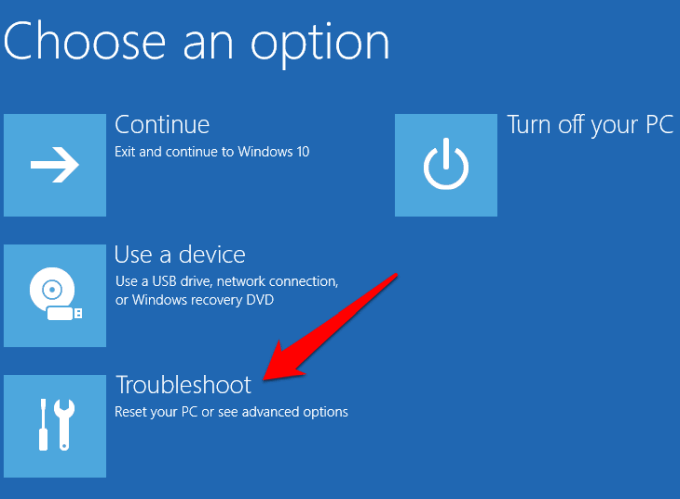 Choose an option
Continue
Exit and continue to Windows 10
Turn off your PC
Use a device
Use a USB drive, network connection,
or Windows recovery DVD
Troubleshoot
Reset your PC or see advanced options